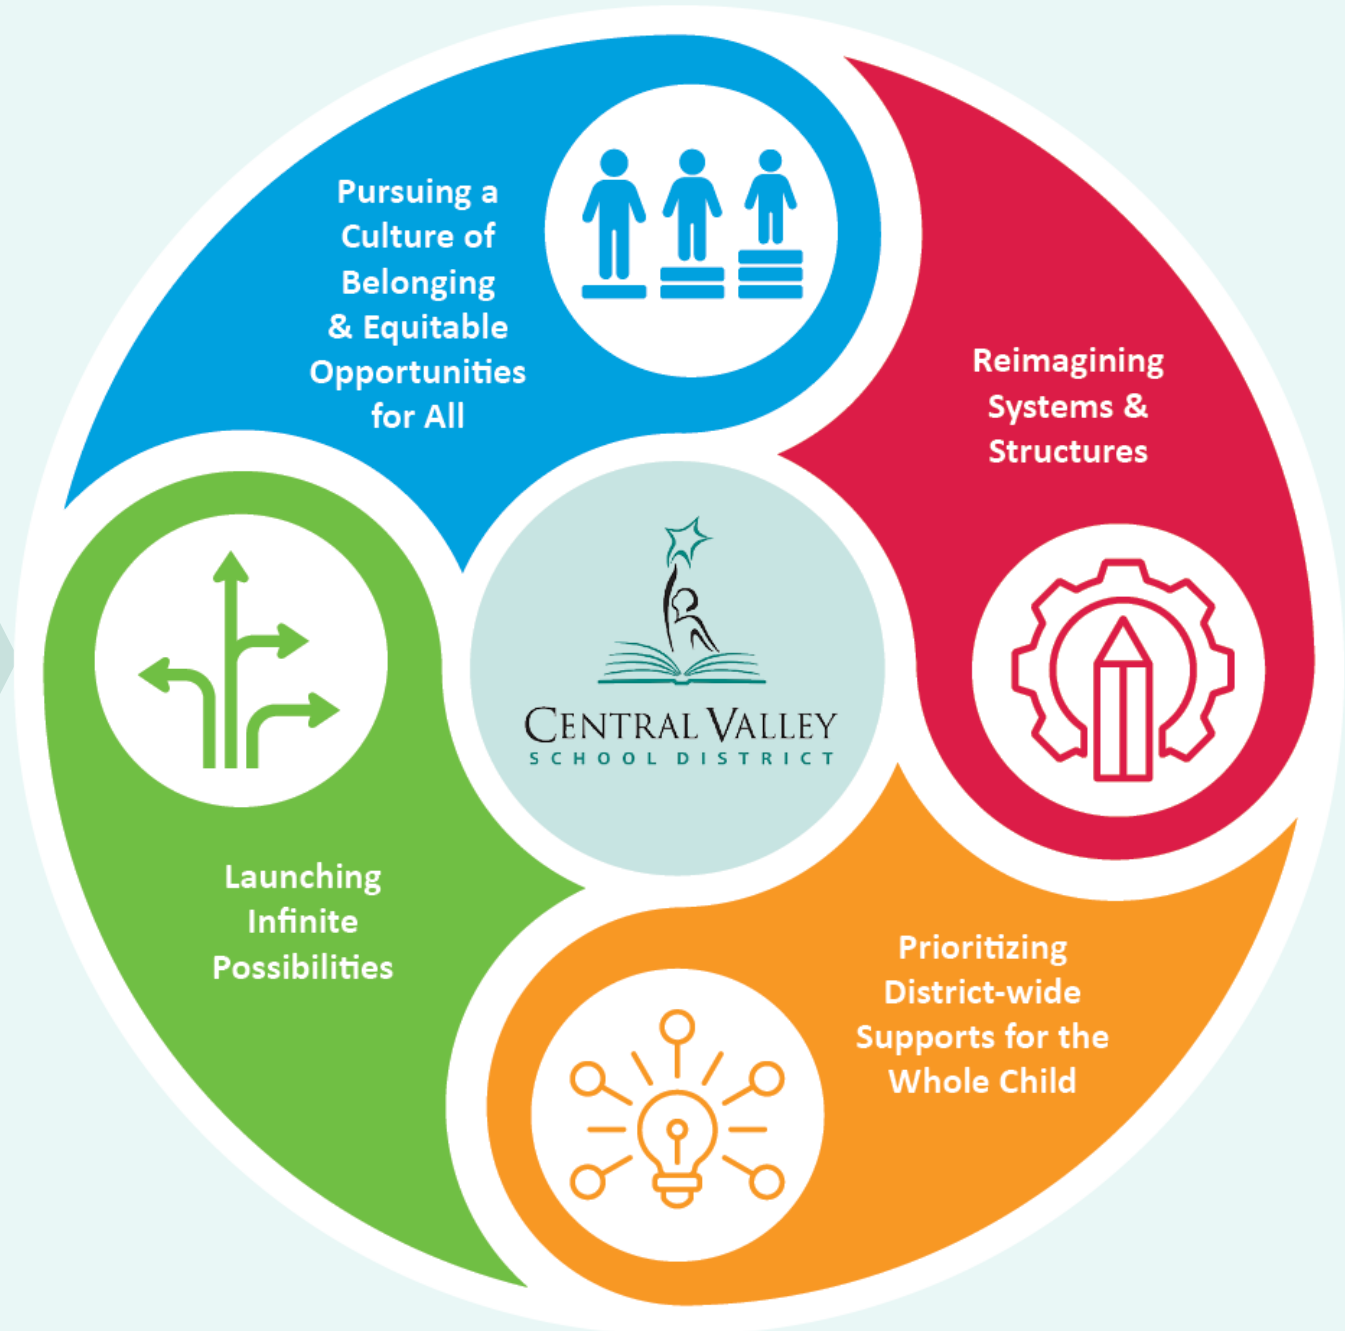 Pursuing a
Culture of
Belonging
& Equitable
Opportunities
for All
Reimagining
Systems &
Structures
CENTRAL VALLEY
SCHOOL DISTRICT
Launching
Infinite
Possibilities
Prioritizing
District-wide
Supports for the
Whole Child